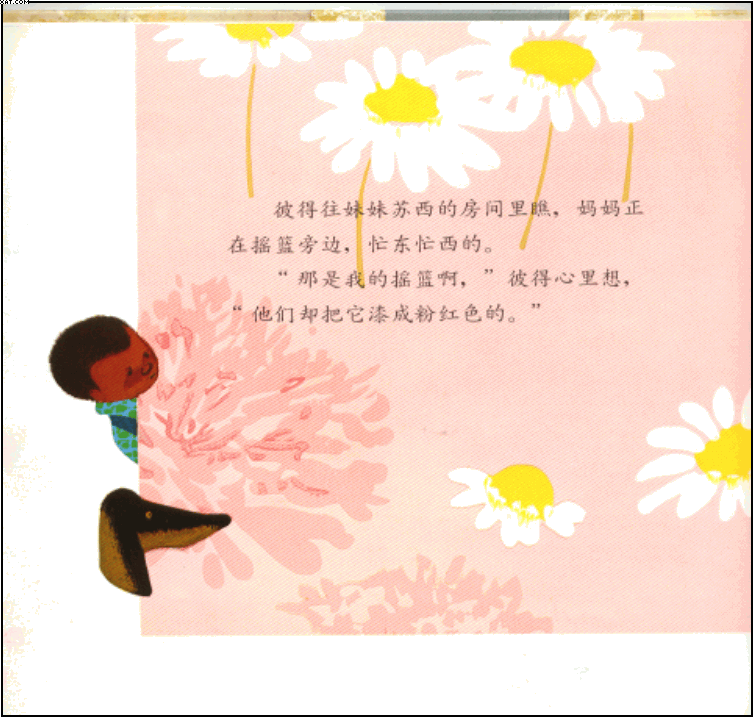 XAT.COM
彼得往妹妹苏西的房间里瞧，妈妈正
在摇篮旁边，忙东忙西的。
“那是我的摇篮啊，”彼得心里想，
“他们却把它漆成粉红色的。”